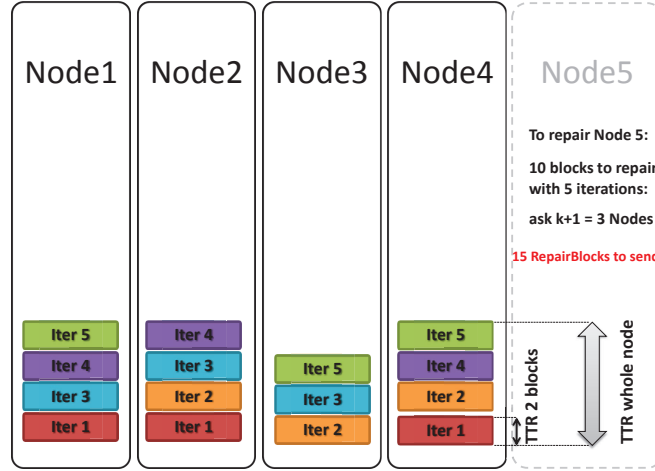 Node1
Node2
Node3
Node4
Node5
To repair Node 5:
10 blocks to repair
with 5 iterations:
ask k+1 = 3 Nodes
15 RepairBlocks to send
Iter 5
Iter 4
Iter 3
Iter 1
Iter 4
Iter 3
Iter 2
Iter 1
Iter 5
Iter 3
Iter 2
Iter 5
Iter 4
Iter 2
Iter 1
TTR 2 blocks
TTR whole node